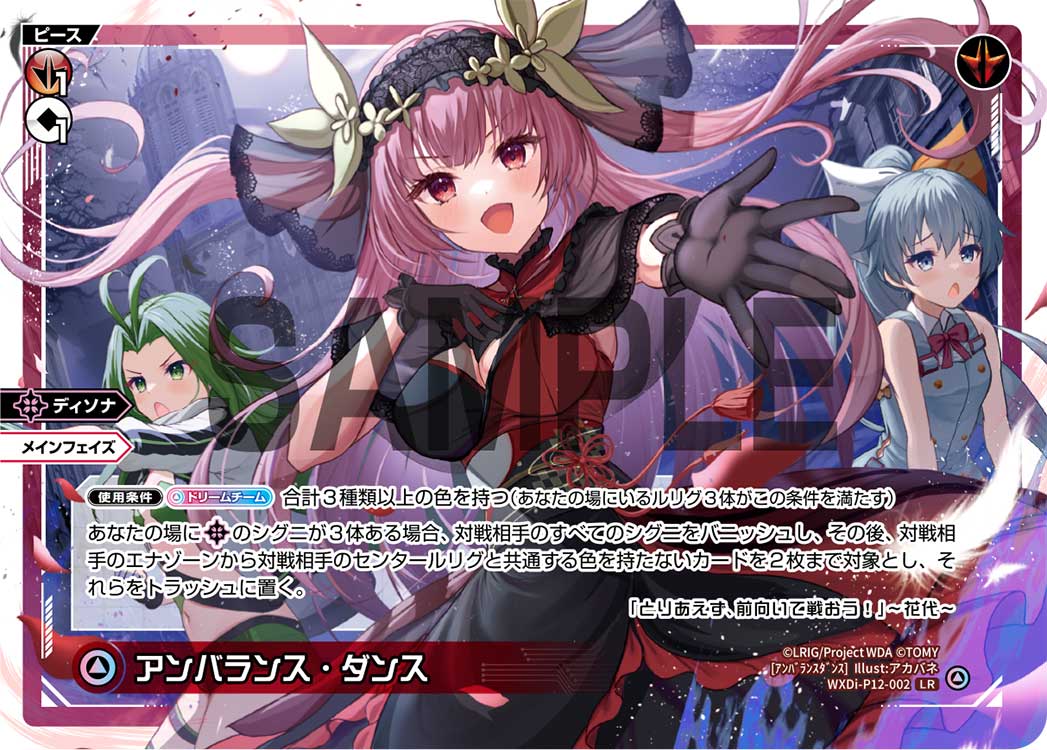 ピース
1
1
SAMPLE
ディソナ
メインフェイズ
使用条件 ドリームチーム 合計3種類以上の色を持つ(あなたの場にいるルリグ3体がこの条件を満たす)
あなたの場に のシグニが3体ある場合、対戦相手のすべてのシグニをバニッシュし、その後、対戦相
手のエナゾーンから対戦相手のセンタールリグと共通する色を持たないカードを2枚まで対象とし、そ
れらをトラッシュに置く。
「とりあえず、前向いて戦おう!」~花代~
アンバランス・ダンス
©LRIG/Project WDA ©TOMY
[アンバランスダンス] Illust:アカバネ
WXDi-P12-002 LR